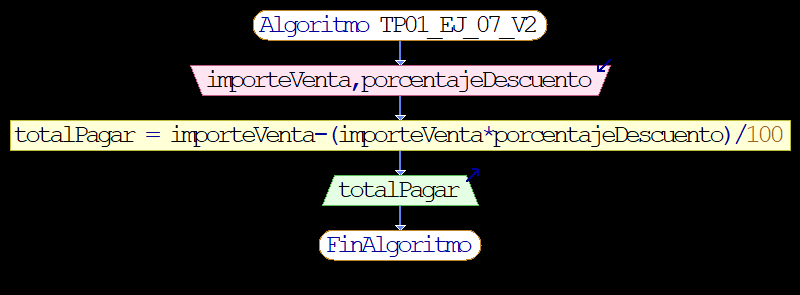 Algoritmo TP01_EJ_07_V2
importeVenta,porcentajeDescuento
totalPagar = importeVenta-(importeVenta*porcentajeDescuento)/100
totalPagar
FinAlgoritmo